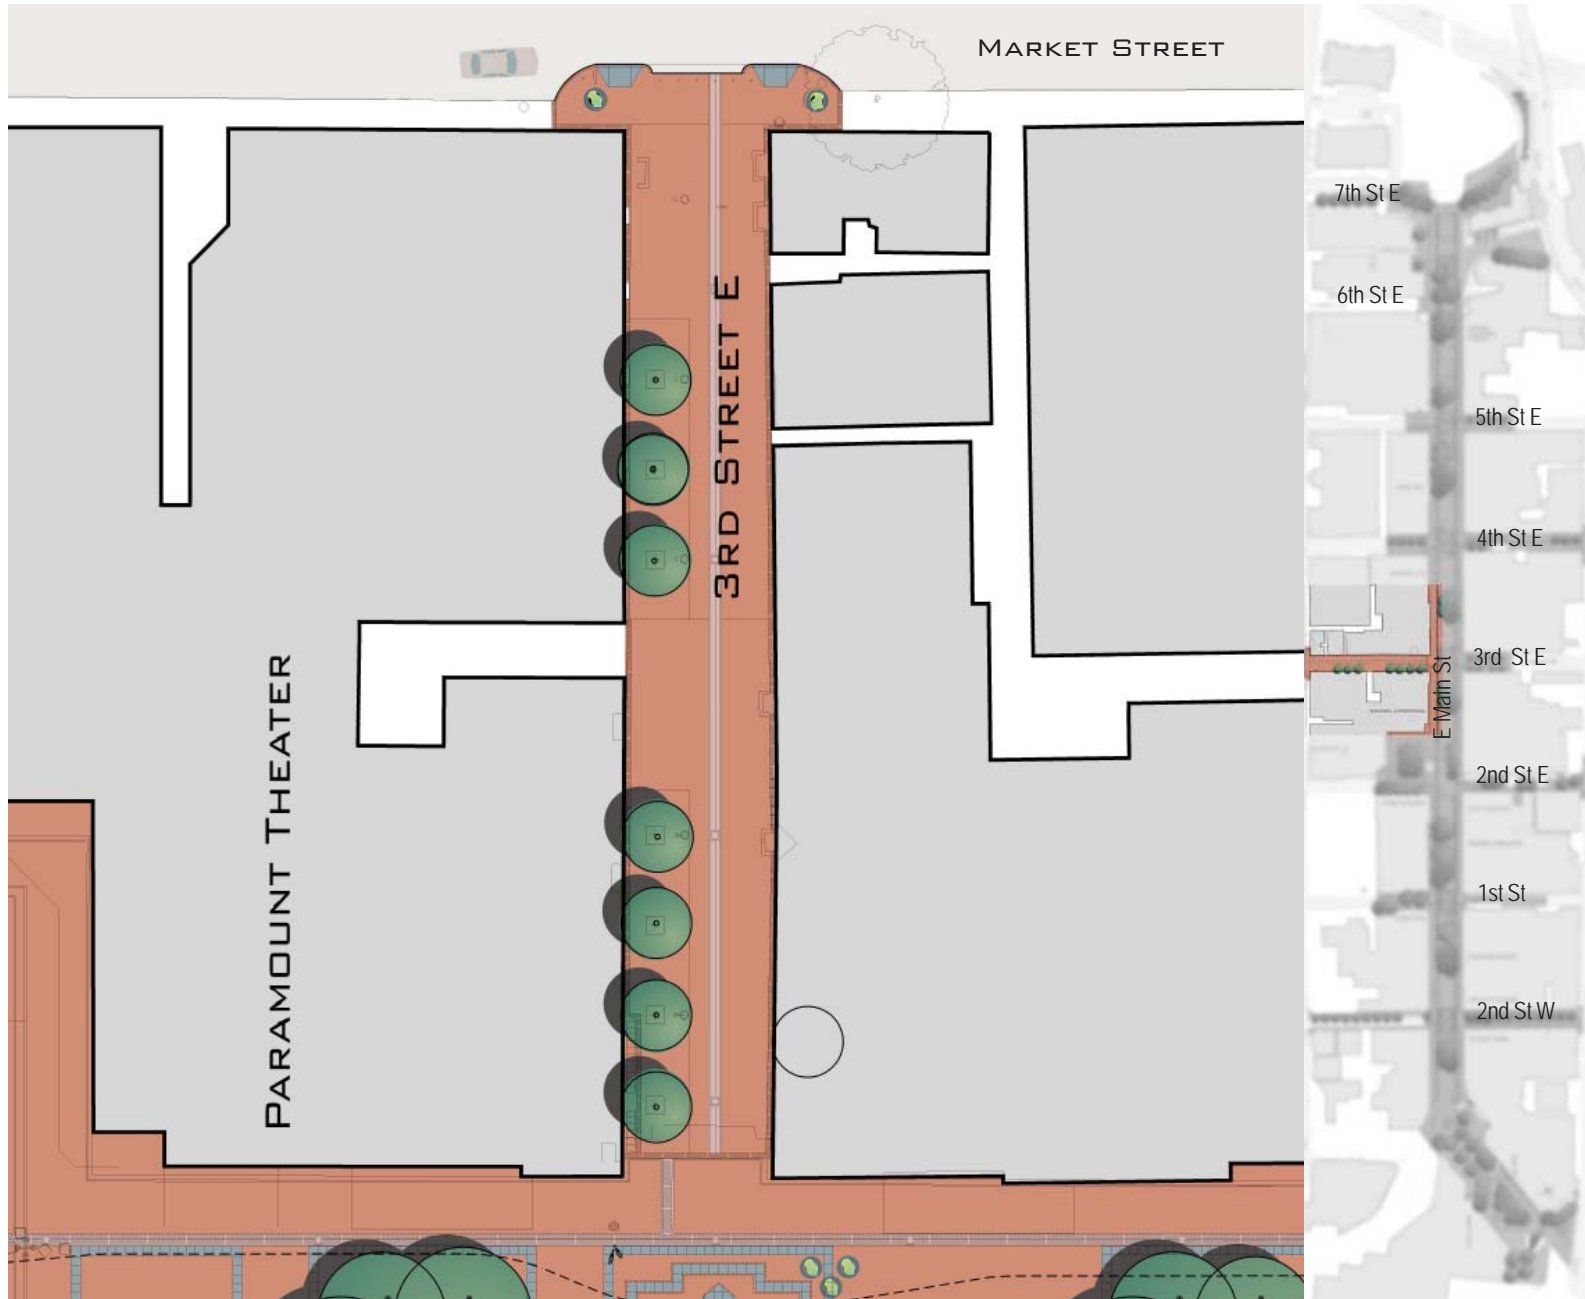 MARKET STREET
3RD STREET E
PARAMOUNT THEATER
7th St E
6th St E
5th St E
4th St E
3rd St E
E Main St
2nd St E
1st St
2nd St W